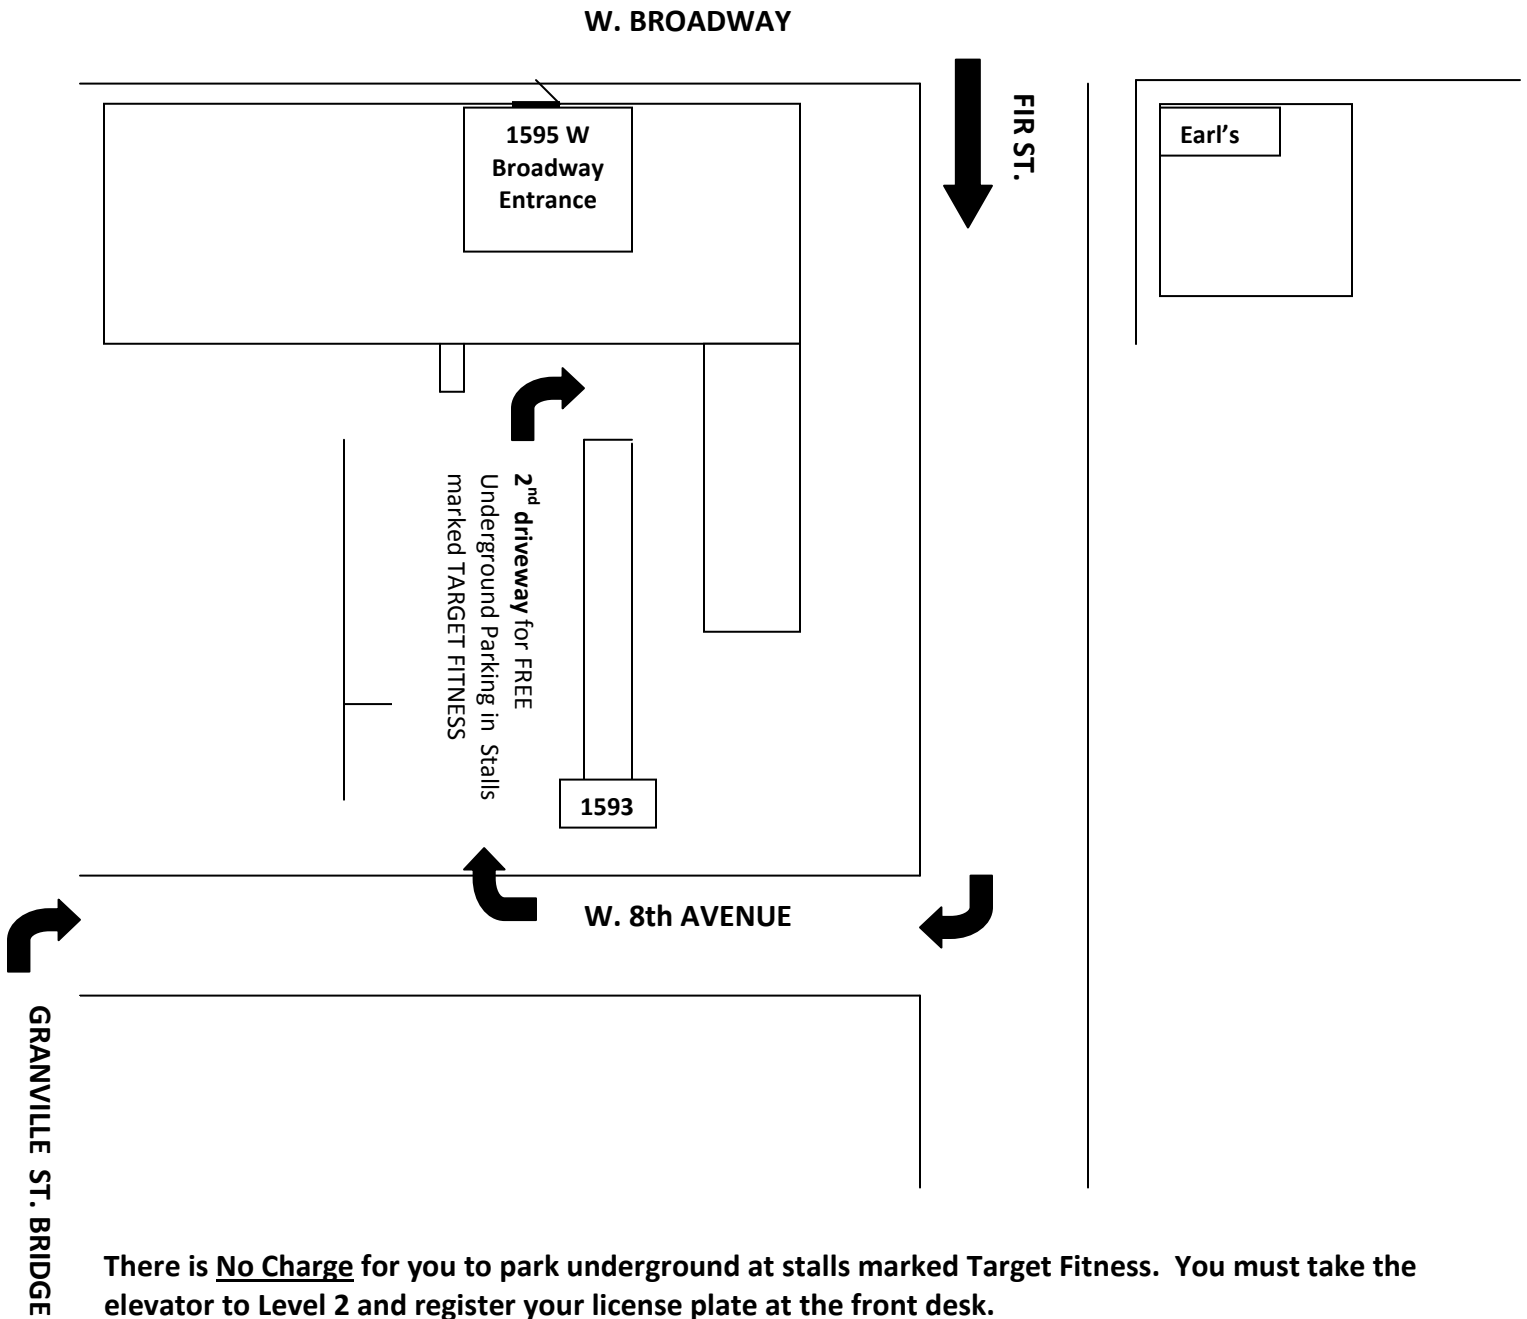 W. BROADWAY
FIR ST.
1595 W
Broadway
Entrance
Earl’s
2nd driveway for FREE
Underground Parking in Stalls
marked TARGET FITNESS
1593
W. 8th AVENUE
GRANVILLE ST. BRIDGE
There is No Charge for you to park underground at stalls marked Target Fitness. You must take the
elevator to Level 2 and register your license plate at the front desk.